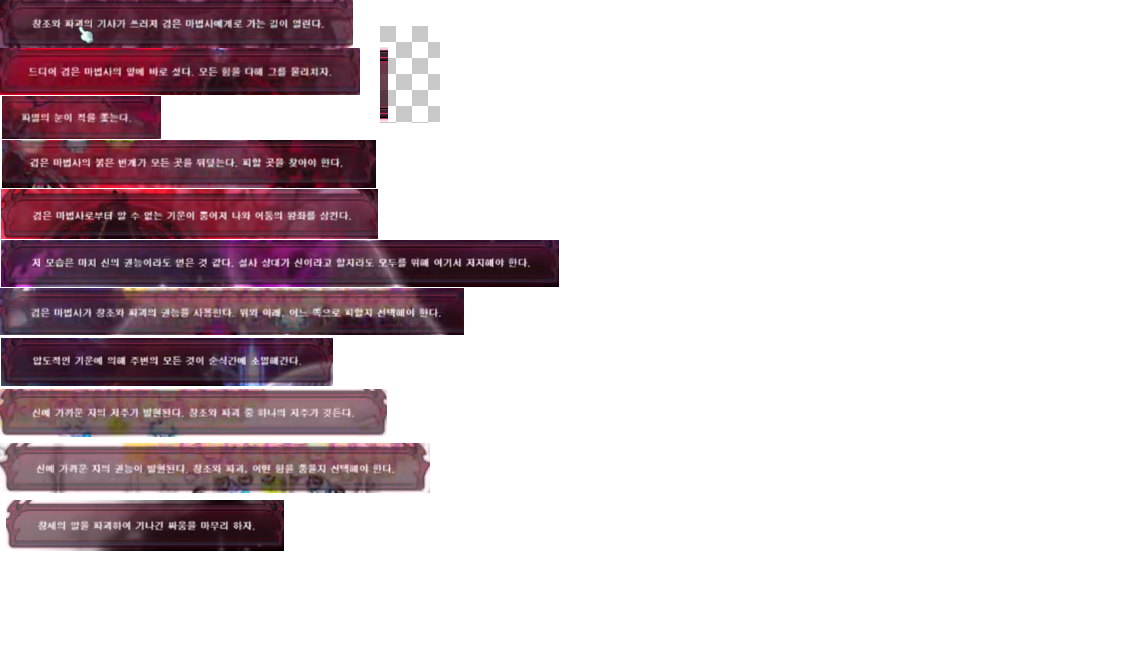 창조와 파괴의 기사가 쓰러지 검은 마법사에게로 가는 길이 열린다.
드디어 검은 마법사의 앞에 바로 섰다. 모든 힘을 다해 그를 물리치자.
파멸의 눈이 적을 쫓는다.
검은 마법사의 붉은 번개가 모든 곳을 뒤덮는다. 피할 곳을 찾아야 한다.
검은 마법사로부터 알 수 없는 기운이 뿜어져 나와 어둠의 왕좌를 삼킨다.
저 모습은 마치 신의 권능이라도 얻은 것 같다. 설사 상대가 신이라고 할지라도 모두를 위해 여기서 저지해야 한다.
검은 마법사가 창조와 파괴의 권능을 사용한다. 위와 아래, 어느 쪽으로 피할지 선택해야 한다.
압도적인 기운에 의해 주변의 모든 것이 순식간에 소멸해간다.
신에 가까운 자의 저주가 발현된다. 창조와 파괴 중 하나의 저주가 깃든다.
신에 가까운 자의 권능이 발현된다. 창조와 파괴, 어떤 힘을 품을지 선택해야 한다.
창세의 알을 파괴하여 기나긴 싸움을 마무리 하자.